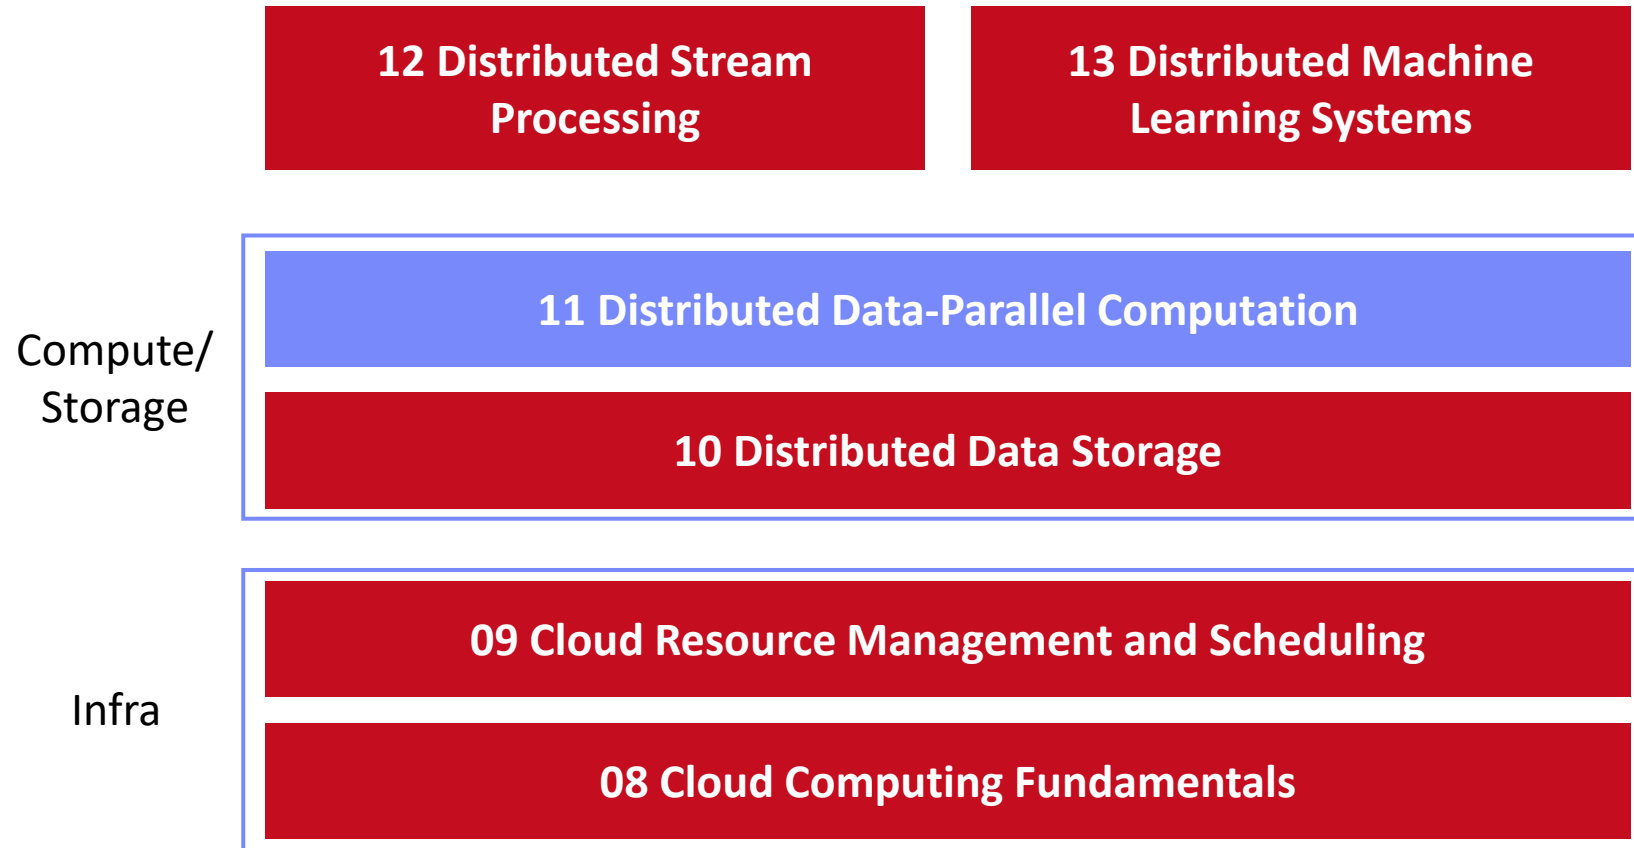 12 Distributed Stream
Processing
13 Distributed Machine
Learning Systems
Compute/
Storage
11 Distributed Data-Parallel Computation
10 Distributed Data Storage
Infra
09 Cloud Resource Management and Scheduling
08 Cloud Computing Fundamentals